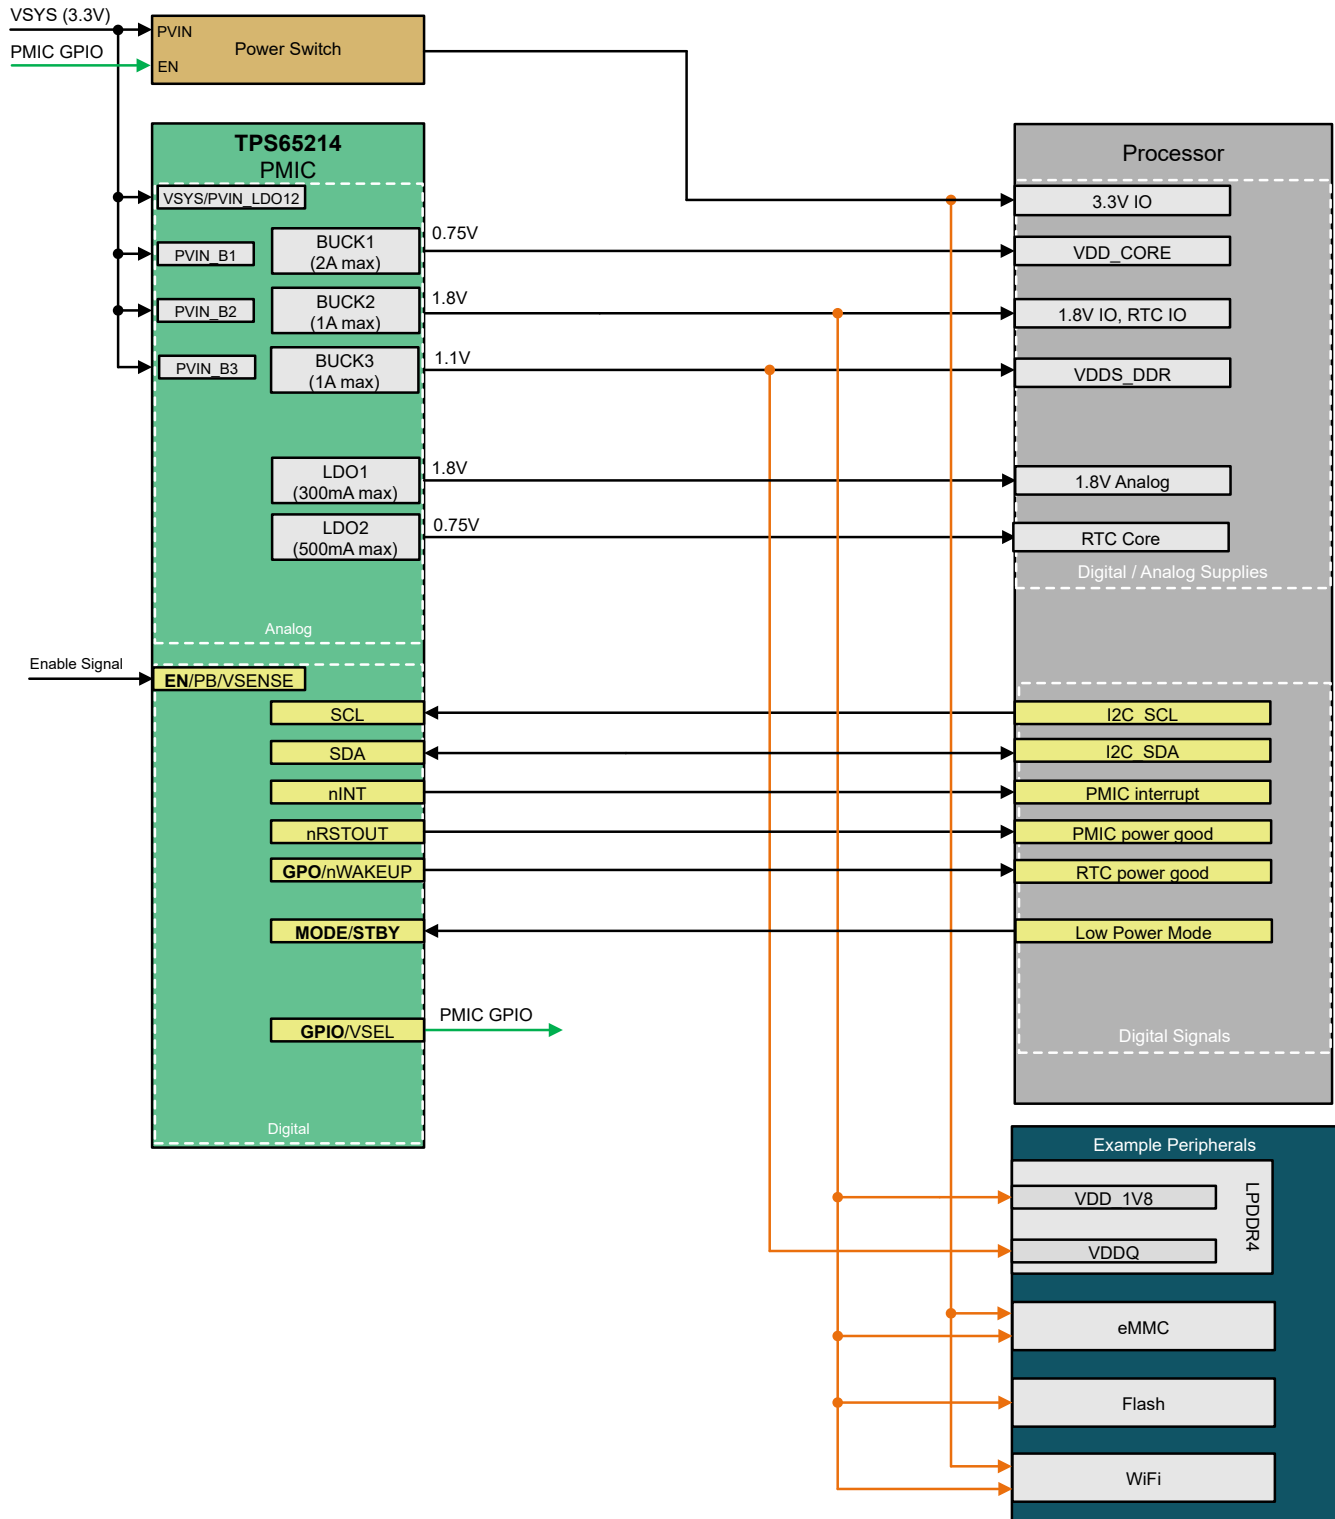 VSYS (3.3V)
PVIN
Power Switch
PMIC GPIO
EN
TPS65214
PMIC
VSYS/PVIN_LDO12
PVIN_B1
BUCK1
(2A max)
0.75V
PVIN_B2
BUCK2
(1A max)
1.8V
PVIN_B3
BUCK3
(1A max)
1.1V
LDO1
(300mA max)
1.8V
LDO2
(500mA max)
0.75V
Analog
Enable Signal
EN/PB/VSENSE
SCL
SDA
nINT
nRSTOUT
GPO/nWAKEUP
MODE/STBY
GPIO/VSEL
PMIC GPIO
Digital
Processor
3.3V IO
VDD_CORE
1.8V IO, RTC IO
VDDS_DDR
1.8V Analog
RTC Core
Digital / Analog Supplies
I2C_SCL
I2C_SDA
PMIC interrupt
PMIC power good
RTC power good
Low Power Mode
Digital Signals
Example Peripherals
VDD_1V8
VDDQ
LPDDR4
eMMC
Flash
WiFi